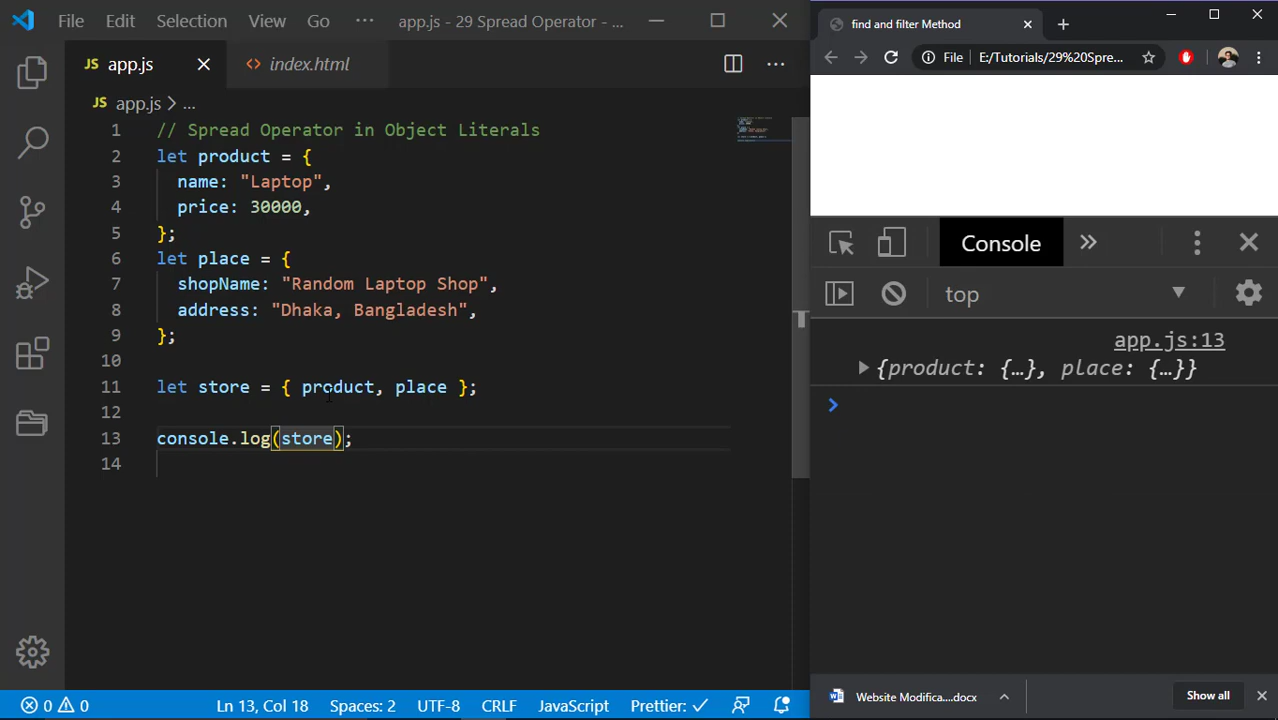 File Edit Selection View Go ··· app.js - 29 Spread Operator - ...
JS app.js index.html
JS app.js > ...
1 // Spread Operator in Object Literals
2 let product = {
3 name: "Laptop",
4 price: 30000,
5 };
6 let place = {
7 shopName: "Random Laptop Shop",
8 address: "Dhaka, Bangladesh",
9 };
10
11 let store = { product, place };
12
13 console.log(store);
14
0 0 Ln 13, Col 18 Spaces: 2 UTF-8 CRLF JavaScript Prettier: ✓
find and filter Method
File E:/Tutorials/29%20Spre...
Console
top
app.js:13
{product: {…}, place: {…}}
Website Modifica....docx Show all